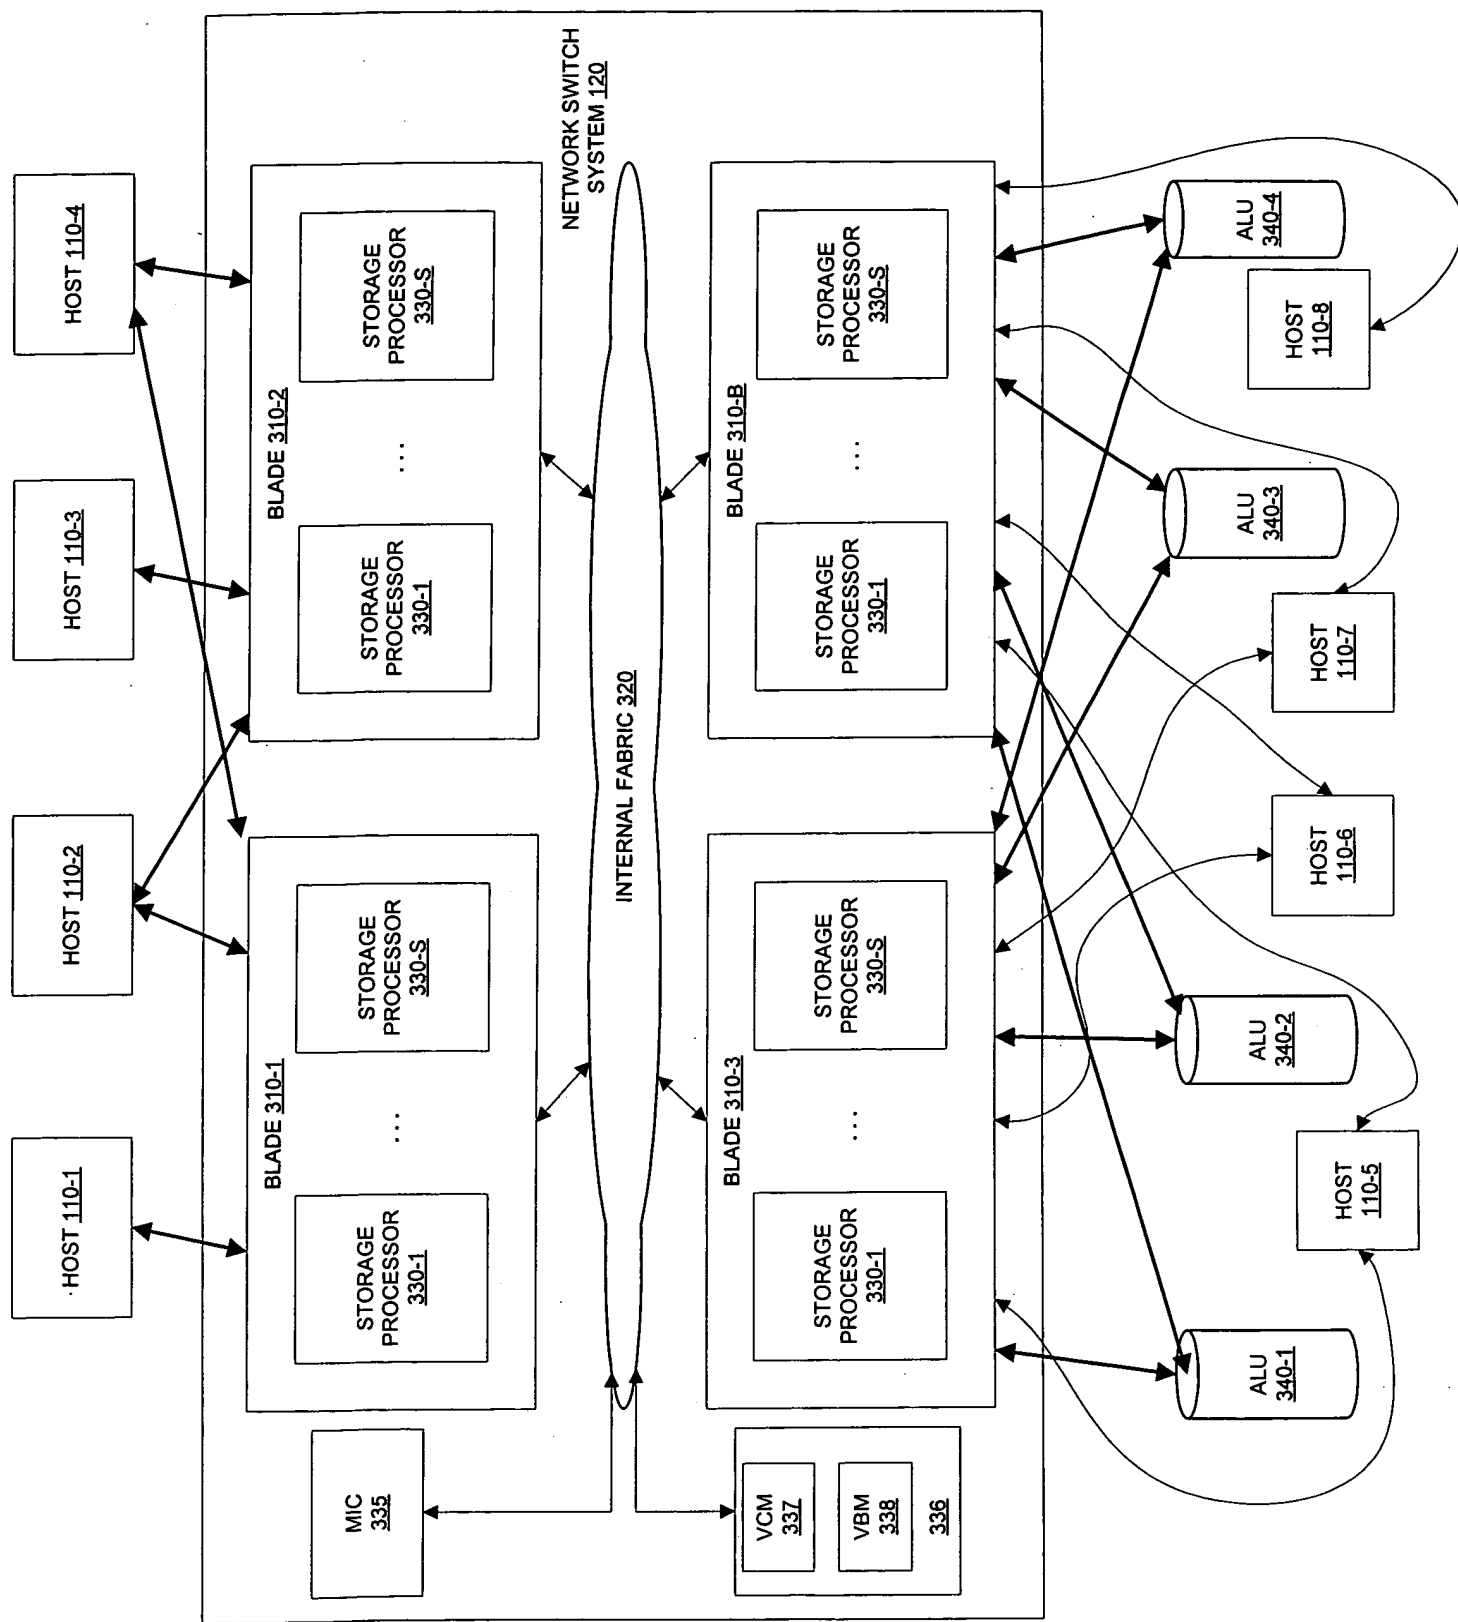 HOST 110-1
HOST 110-2
HOST 110-3
HOST 110-4
MIC
335
BLADE 310-1
STORAGE
PROCESSOR
330-1
...
STORAGE
PROCESSOR
330-S
BLADE 310-2
STORAGE
PROCESSOR
330-1
...
STORAGE
PROCESSOR
330-S
NETWORK SWITCH
SYSTEM 120
INTERNAL FABRIC 320
VCM
337
VBM
338
336
BLADE 310-3
STORAGE
PROCESSOR
330-1
...
STORAGE
PROCESSOR
330-S
BLADE 310-B
STORAGE
PROCESSOR
330-1
...
STORAGE
PROCESSOR
330-S
ALU
340-1
ALU
340-2
ALU
340-3
ALU
340-4
HOST
110-5
HOST
110-6
HOST
110-7
HOST
110-8